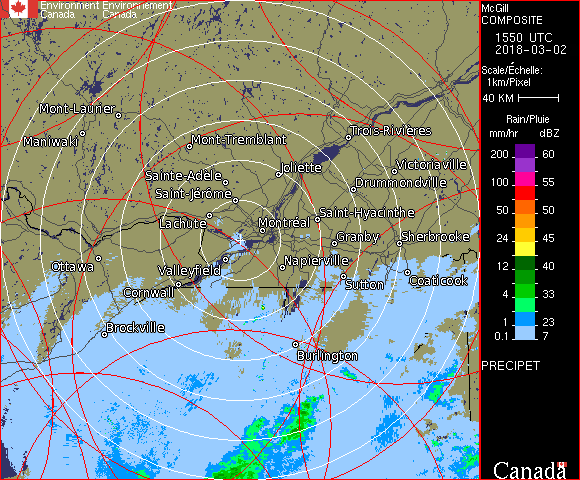 Environment Environnement
Canada Canada
McGill
COMPOSITE
1550 UTC
2018-03-02
Scale/Échelle:
1km/Pixel
40 KM
Rain/Pluie
mm/hr dBZ
200 60
100 55
50 50
24 45
12 40
4 33
1 23
0.1 7
PRECIPET
Mont-Laurier
Maniwaki
Mont-Tremblant
Trois-Rivières
Sainte-Adèle
Joliette
Victoriaville
Saint-Jérôme
Drummondville
Lachute
Montréal
Saint-Hyacinthe
Granby
Sherbrooke
Ottawa
Valleyfield
Napierville
Cornwall
Sutton
Coaticook
Brockville
Burlington
Canada